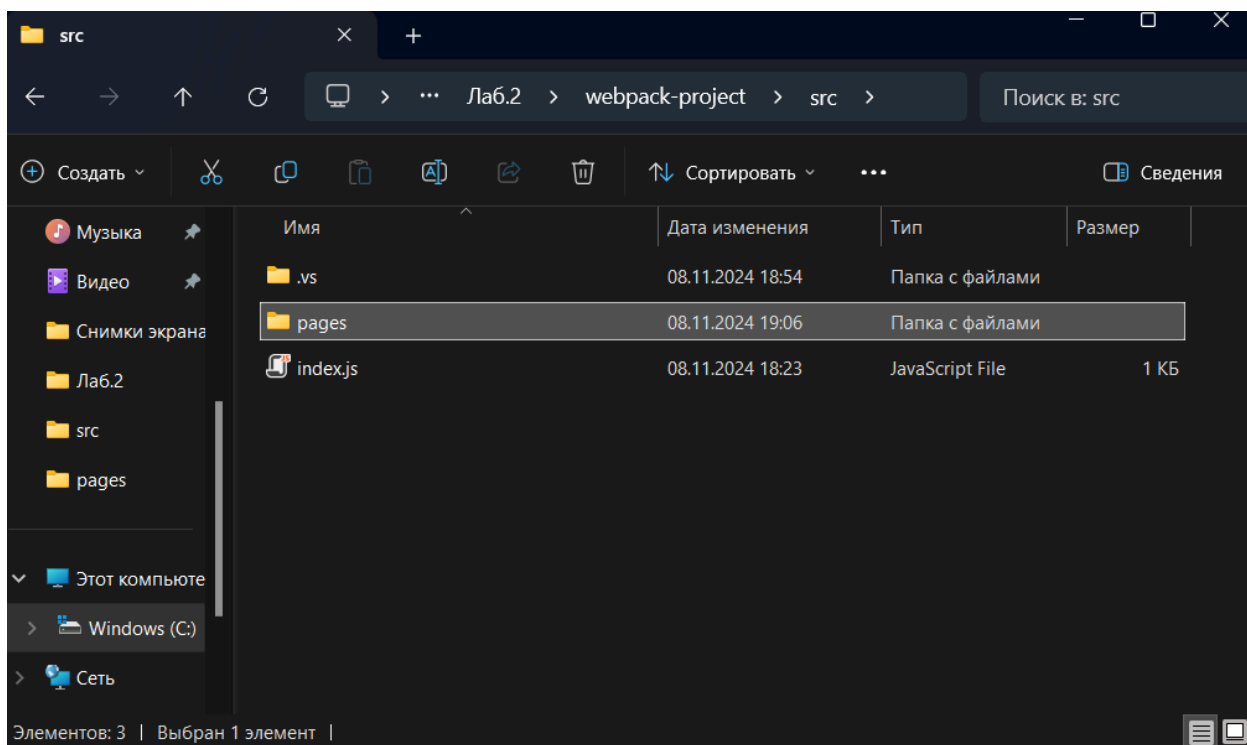 src
Лаб.2 webpack-project src
Поиск в: src
Создать
Сортировать
Сведения
Музыка
Видео
Снимки экрана
Лаб.2
src
pages
Этот компьюте
Windows (C:)
Сеть
Имя Дата изменения Тип Размер
.vs 08.11.2024 18:54 Папка с файлами
pages 08.11.2024 19:06 Папка с файлами
index.js 08.11.2024 18:23 JavaScript File 1 КБ
Элементов: 3 | Выбран 1 элемент |